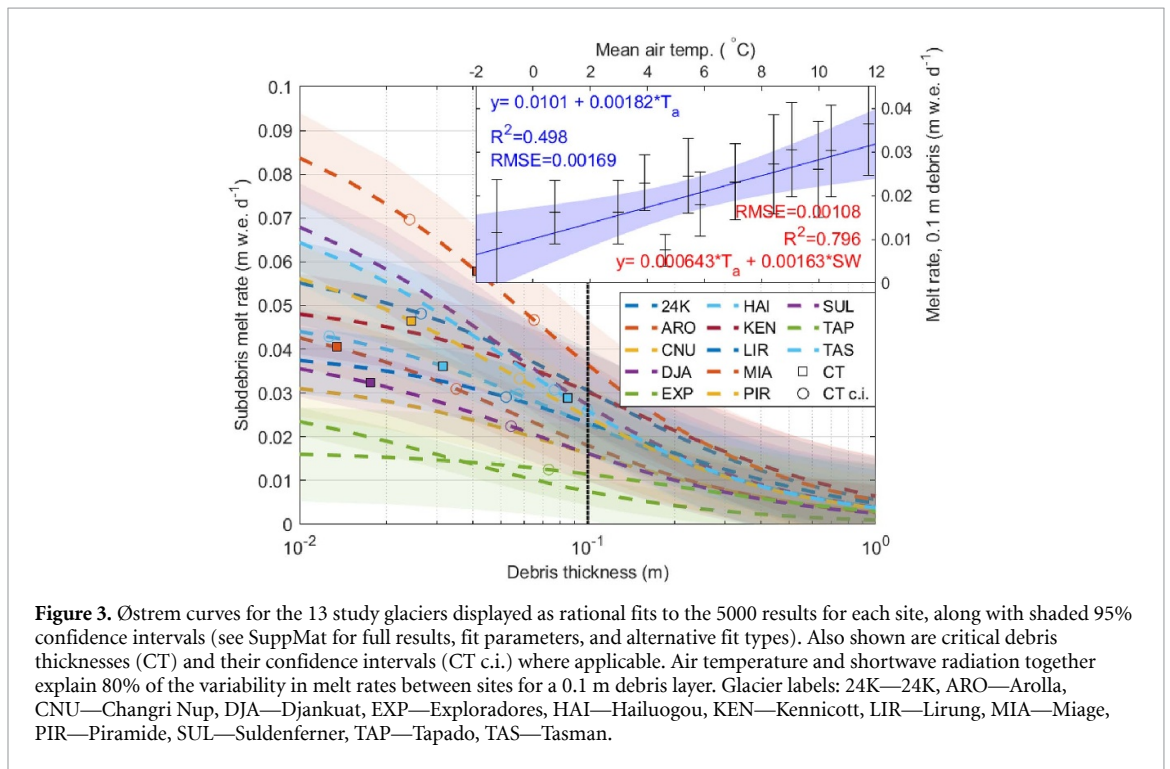 Mean air temp. ( °C)
-2 0 2 4 6 8 10 12
0.1
0.09
0.08
0.07
0.06
0.05
0.04
0.03
0.02
0.01
0
Subdebris melt rate (m w.e. d-1)
y= 0.0101 + 0.00182*Ta
R2=0.498
RMSE=0.00169
RMSE=0.00108
R2=0.796
y= 0.000643*Ta + 0.00163*SW
0.04
0.03
0.02
0.01
0
Melt rate, 0.1 m debris (m w.e. d-1)
24K HAI SUL
ARO KEN TAP
CNU LIR TAS
DJA MIA CT
EXP PIR CT c.i.
10-2 10-1 100
Debris thickness (m)
Figure 3. Østrem curves for the 13 study glaciers displayed as rational fits to the 5000 results for each site, along with shaded 95%
confidence intervals (see SuppMat for full results, fit parameters, and alternative fit types). Also shown are critical debris
thicknesses (CT) and their confidence intervals (CT c.i.) where applicable. Air temperature and shortwave radiation together
explain 80% of the variability in melt rates between sites for a 0.1 m debris layer. Glacier labels: 24K—24K, ARO—Arolla,
CNU—Changri Nup, DJA—Djankuat, EXP—Exploradores, HAI—Hailuogou, KEN—Kennicott, LIR—Lirung, MIA—Miage,
PIR—Piramide, SUL—Suldenferner, TAP—Tapado, TAS—Tasman.